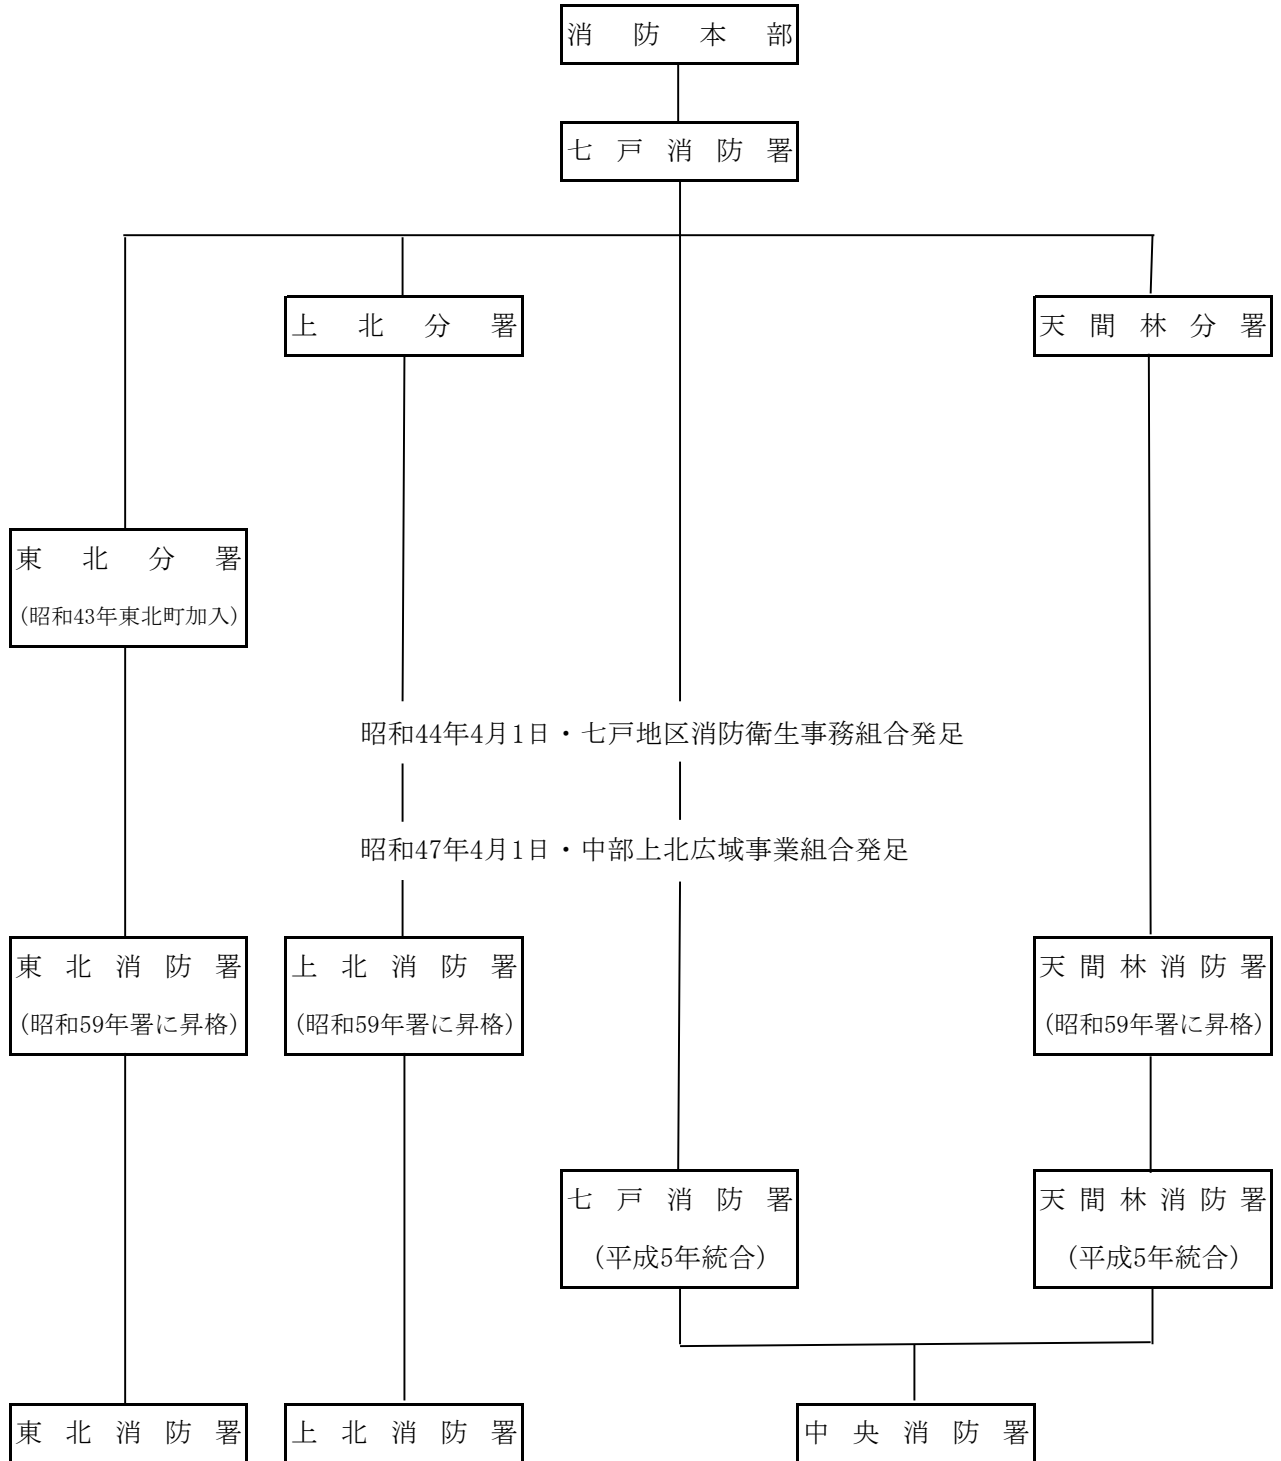 消防本部
七戸消防署
上北分署
天間林分署
東北分署
(昭和43年東北町加入)
昭和44年4月1日・七戸地区消防衛生事務組合発足
昭和47年4月1日・中部上北広域事業組合発足
東北消防署
(昭和59年署に昇格)
上北消防署
(昭和59年署に昇格)
天間林消防署
(昭和59年署に昇格)
七戸消防署
(平成5年統合)
天間林消防署
(平成5年統合)
東北消防署
上北消防署
中央消防署